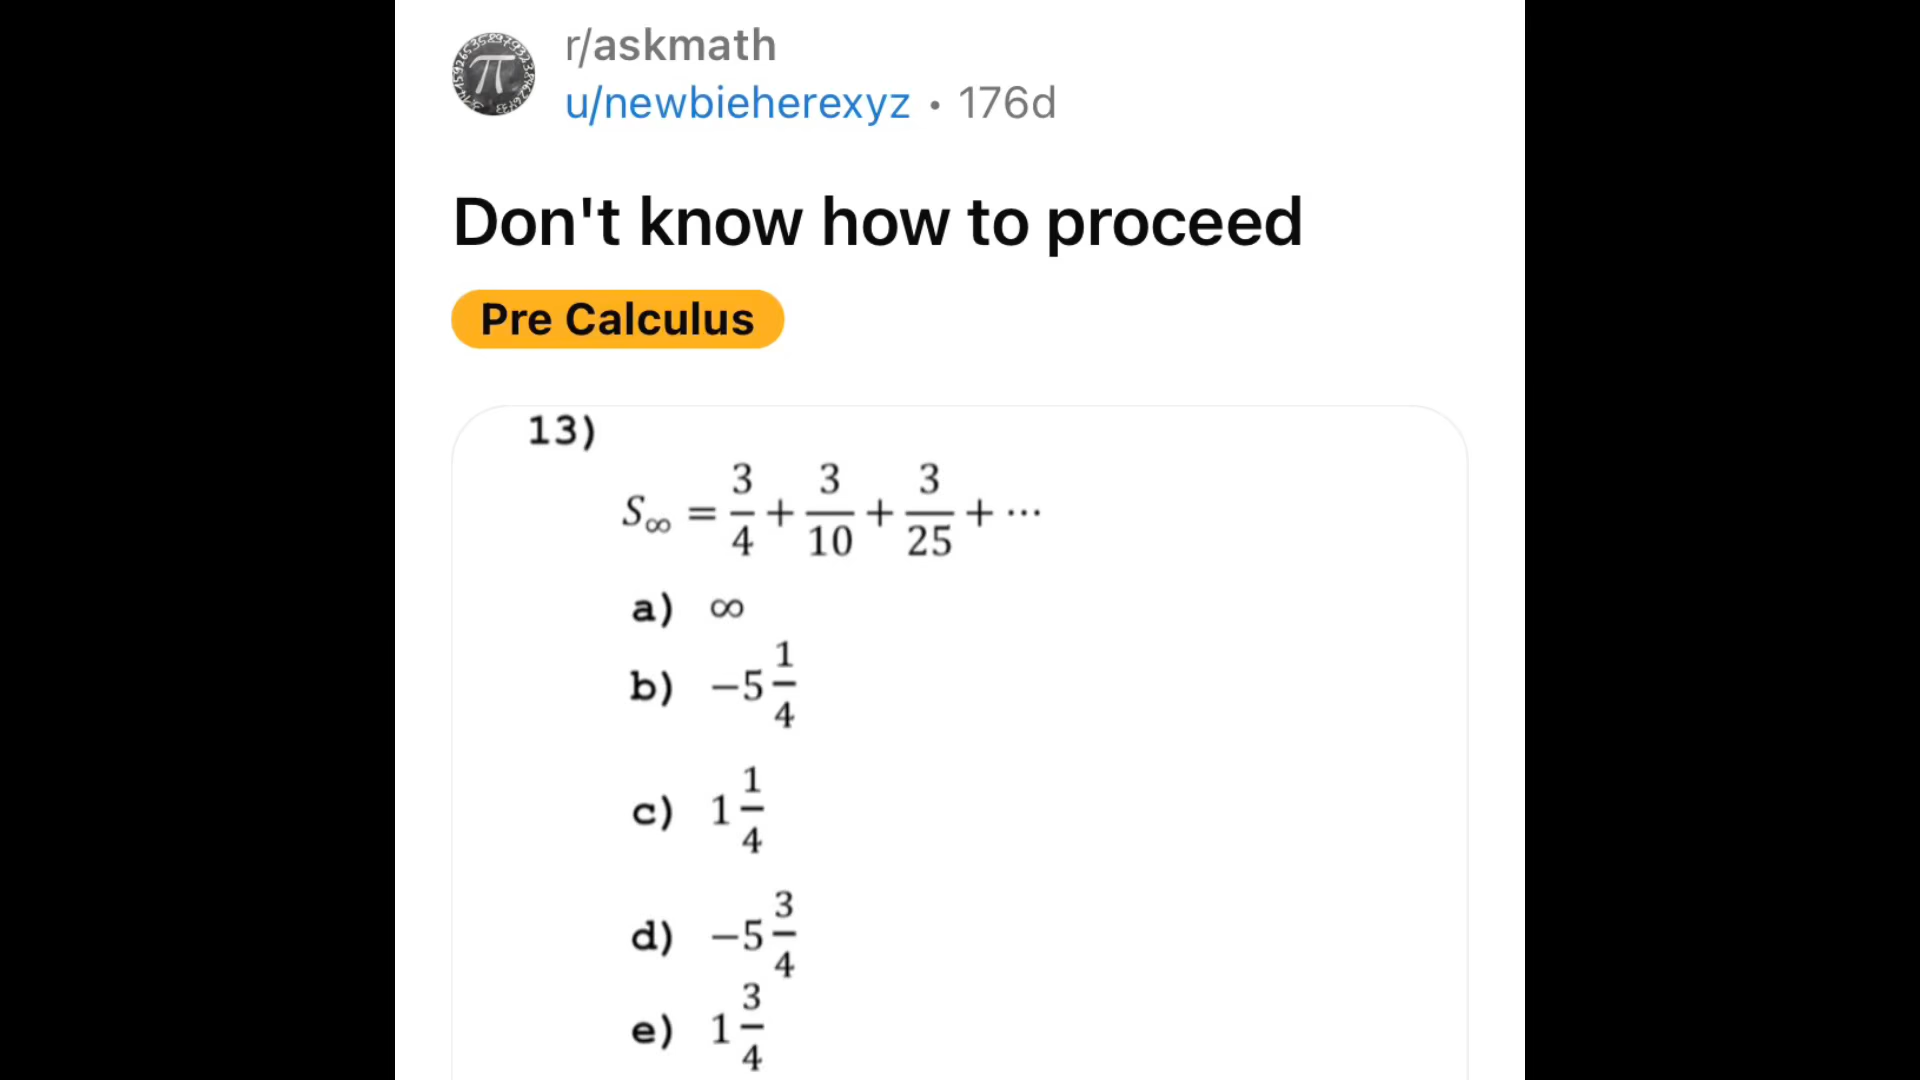 r/askmath
u/newbieherexyz • 176d
Don't know how to proceed
Pre Calculus
13)
S∞ = 3/4 + 3/10 + 3/25 + ⋯
a) ∞
b) −5 1/4
c) 1 1/4
d) −5 3/4
e) 1 3/4